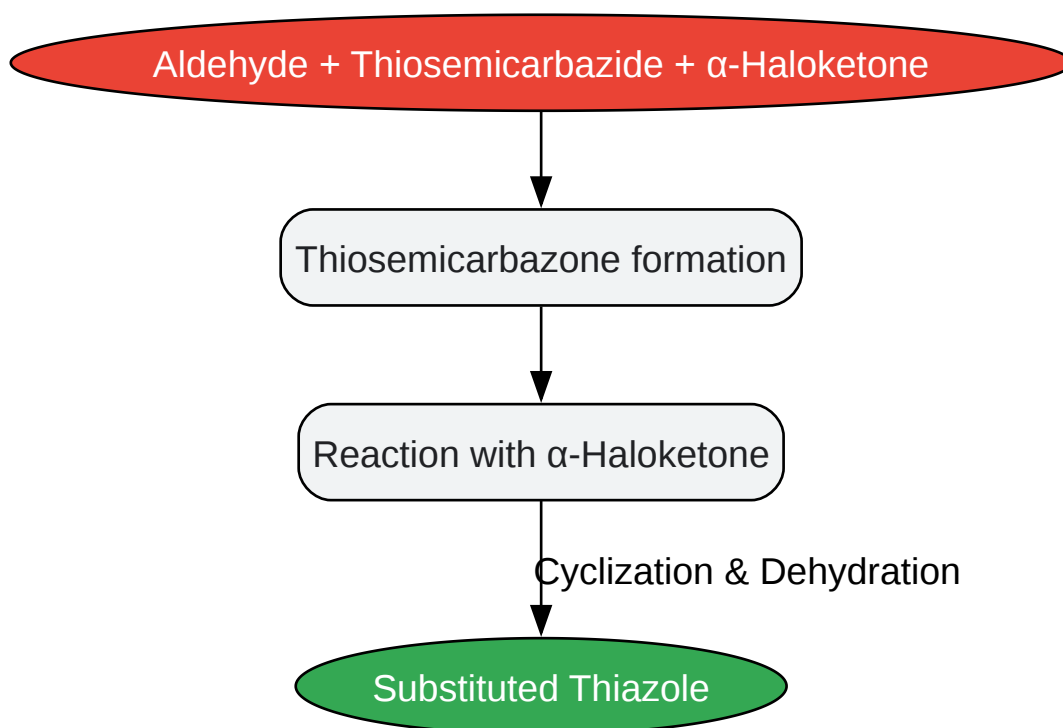 Aldehyde + Thiosemicarbazide + α-Haloketone
Thiosemicarbazone formation
Reaction with α-Haloketone
Cyclization & Dehydration
Substituted Thiazole